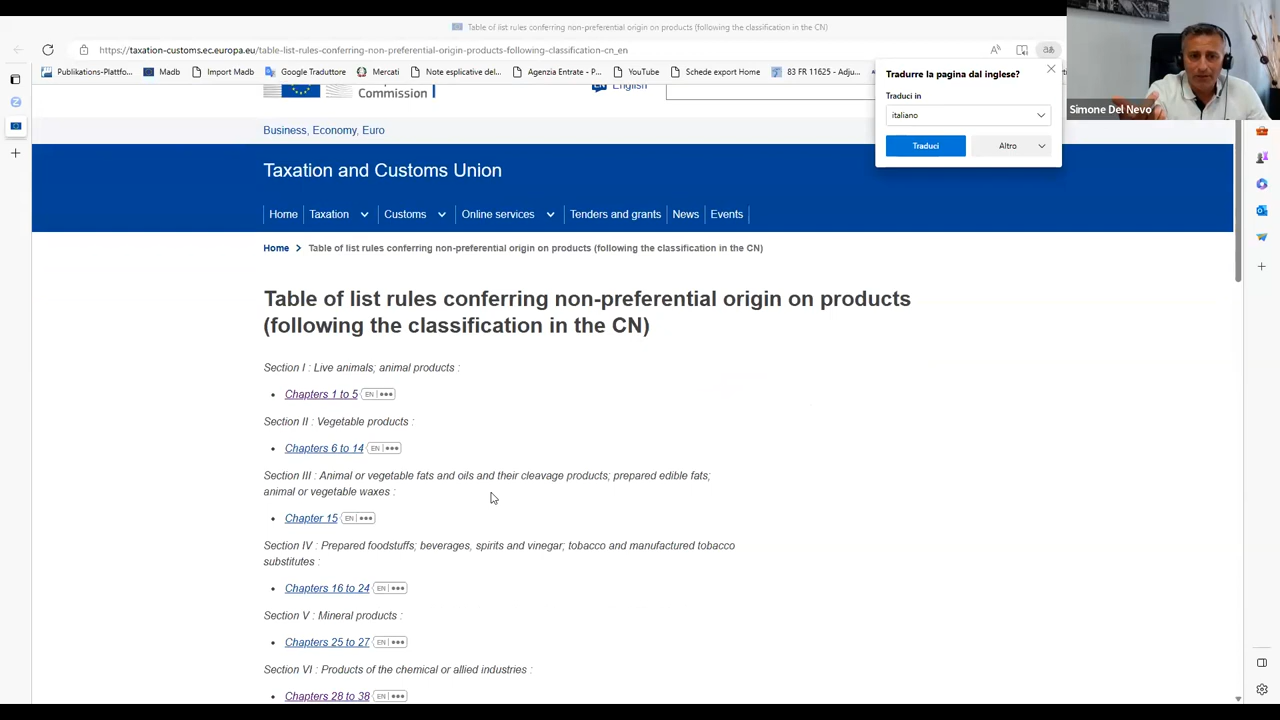 Table of list rules conferring non-preferential origin on products (following the classification in the CN)
https://taxation-customs.ec.europa.eu/table-list-rules-conferring-non-preferential-origin-products-following-classification-cn_en
Publikations-Plattfo...
Madb
Import Madb
Google Traduttore
Mercati
Note esplicative del...
Agenzia Entrate - P...
YouTube
Schede export Home
83 FR 11625 - Adju...
Simone Del Nevo
Tradurre la pagina dal inglese?
Traduci in
italiano
Traduci
Altro
Commission
English
Business, Economy, Euro
Taxation and Customs Union
Home
Taxation
Customs
Online services
Tenders and grants
News
Events
Home > Table of list rules conferring non-preferential origin on products (following the classification in the CN)
Table of list rules conferring non-preferential origin on products
(following the classification in the CN)
Section I : Live animals; animal products :
• Chapters 1 to 5 EN | •••
Section II : Vegetable products :
• Chapters 6 to 14 EN | •••
Section III : Animal or vegetable fats and oils and their cleavage products; prepared edible fats;
animal or vegetable waxes :
• Chapter 15 EN | •••
Section IV : Prepared foodstuffs; beverages, spirits and vinegar; tobacco and manufactured tobacco
substitutes :
• Chapters 16 to 24 EN | •••
Section V : Mineral products :
• Chapters 25 to 27 EN | •••
Section VI : Products of the chemical or allied industries :
• Chapters 28 to 38 EN | •••